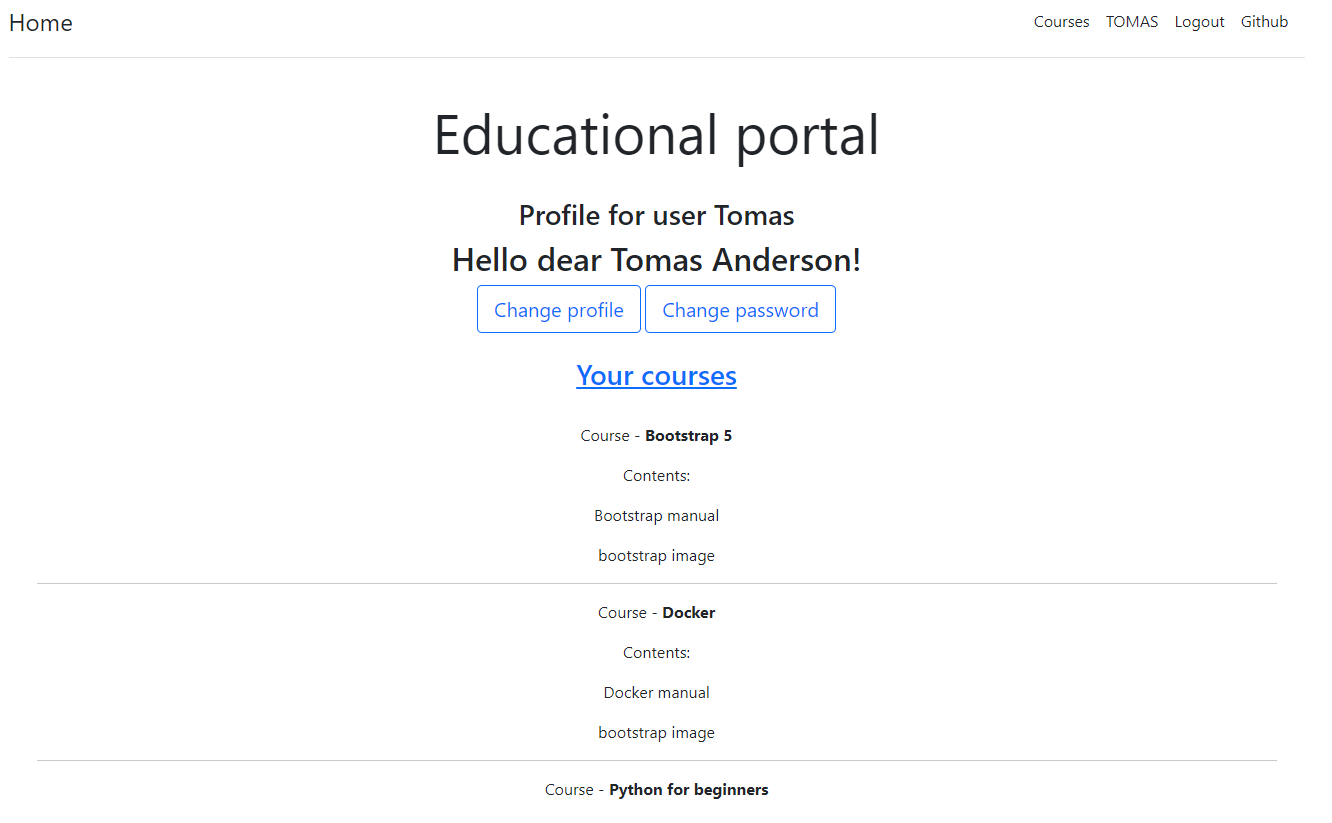 Home Courses TOMAS Logout Github
Educational portal
Profile for user Tomas
Hello dear Tomas Anderson!
Change profile Change password
Your courses
Course - Bootstrap 5
Contents:
Bootstrap manual
bootstrap image
Course - Docker
Contents:
Docker manual
bootstrap image
Course - Python for beginners